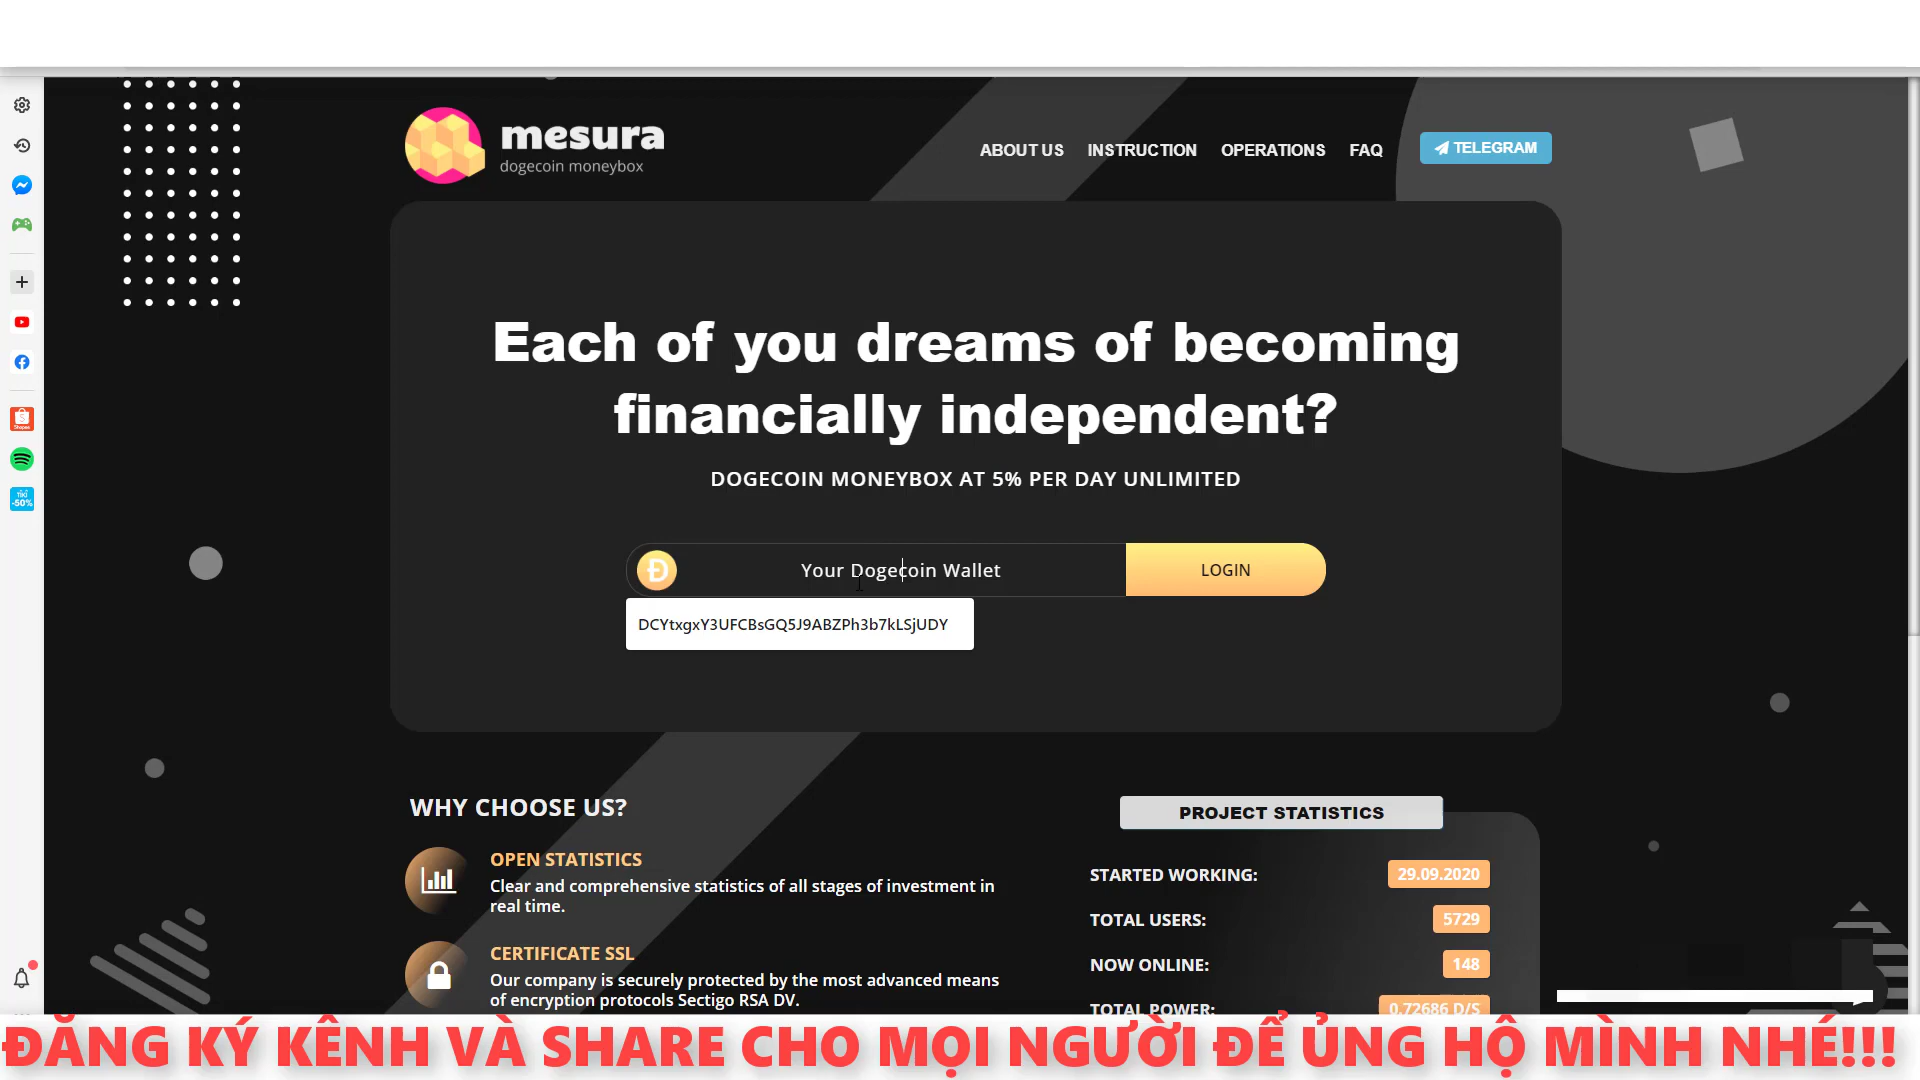 mesura
dogecoin moneybox
ABOUT US
INSTRUCTION
OPERATIONS
FAQ
TELEGRAM
Each of you dreams of becoming
financially independent?
DOGECOIN MONEYBOX AT 5% PER DAY UNLIMITED
Đ
Your Dogecoin Wallet
LOGIN
DCYtxgxY3UFCBsGQ5J9ABZPh3b7kLSjUDY
Shopee
TIKI
-50%
WHY CHOOSE US?
OPEN STATISTICS
Clear and comprehensive statistics of all stages of investment in
real time.
CERTIFICATE SSL
Our company is securely protected by the most advanced means
of encryption protocols Sectigo RSA DV.
PROJECT STATISTICS
STARTED WORKING: 29.09.2020
TOTAL USERS: 5729
NOW ONLINE: 148
TOTAL POWER: 0.72686 D/S
ĐĂNG KÝ KÊNH VÀ SHARE CHO MỌI NGƯỜI ĐỂ ỦNG HỘ MÌNH NHÉ!!!